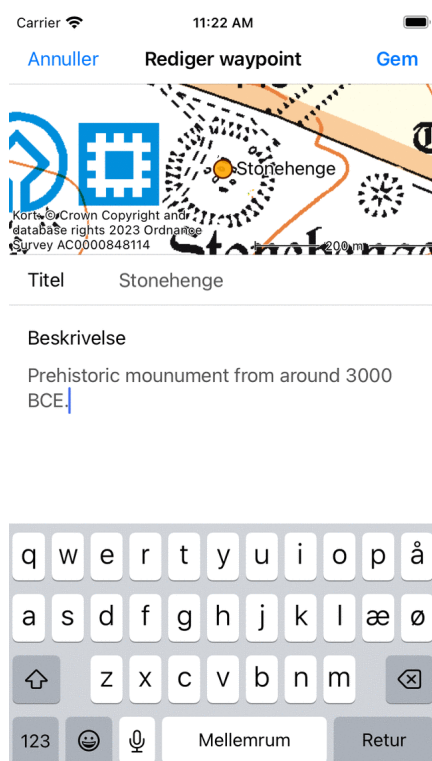 Carrier 11:22 AM
Annuller Rediger waypoint Gem
Stonehenge
Kort: © Crown Copyright and
database rights 2023 Ordnance
Survey AC0000848114
200 m
Titel Stonehenge
Beskrivelse
Prehistoric mounument from around 3000
BCE.
q w e r t y u i o p å
a s d f g h j k l æ ø
z x c v b n m
123 Mellemrum Retur